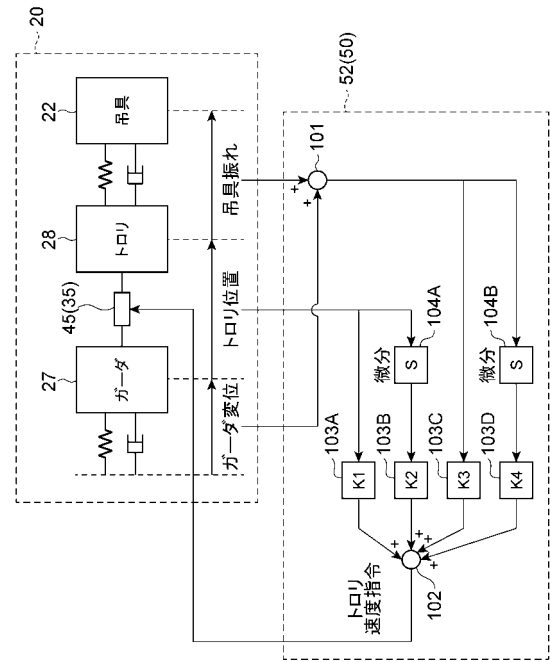 20
22
吊具
28
トロリ
45(35)
27
ガーダ
吊具振れ
トロリ位置
ガーダ変位
52(50)
101
+
+
微分
104A
S
微分
104B
S
103A
K1
103B
K2
103C
K3
103D
K4
+
+
+
+
102
トロリ
速度指令